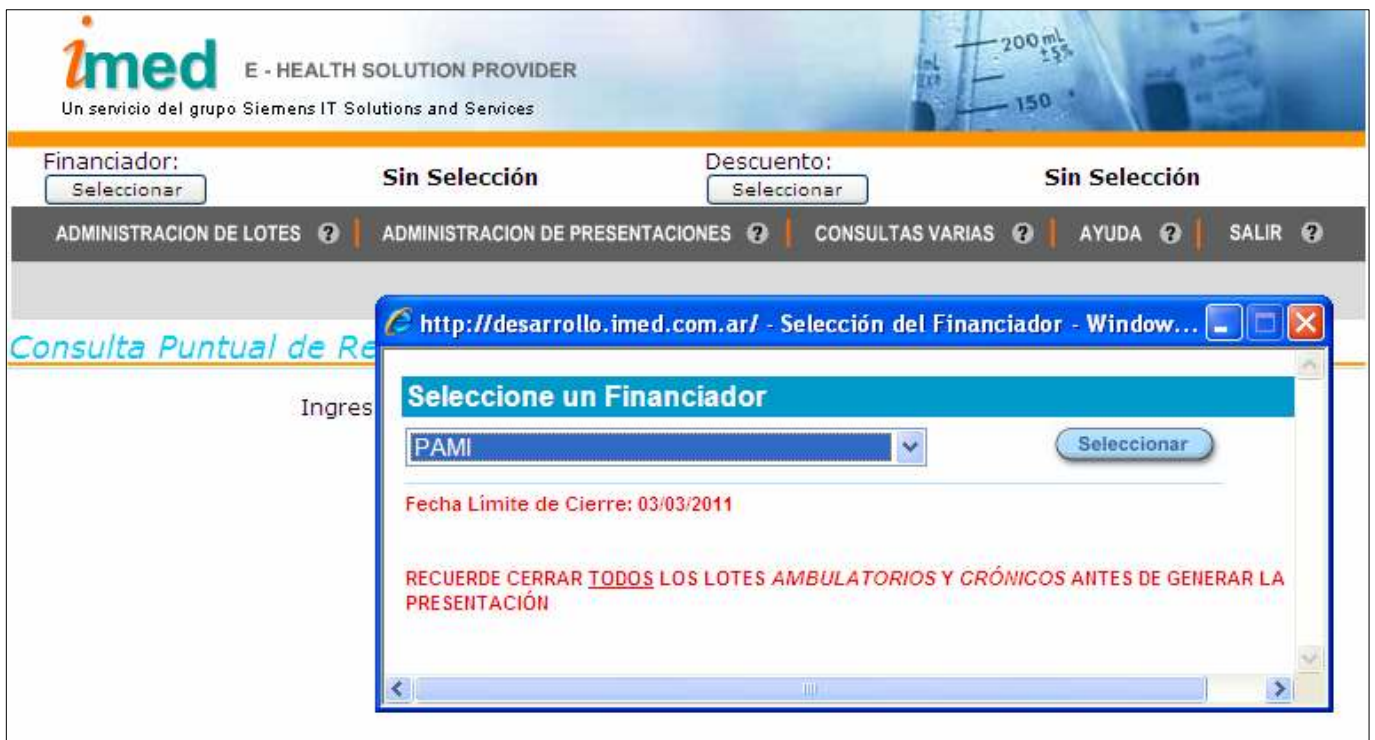 imed E - HEALTH SOLUTION PROVIDER
Un servicio del grupo Siemens IT Solutions and Services
200 mL
±5%
150
Financiador:
Seleccionar
Sin Selección
Descuento:
Seleccionar
Sin Selección
ADMINISTRACION DE LOTES ? ADMINISTRACION DE PRESENTACIONES ? CONSULTAS VARIAS ? AYUDA ? SALIR ?
http://desarrollo.imed.com.ar/ - Selección del Financiador - Window...
Consulta Puntual de Re
Ingres
Seleccione un Financiador
PAMI
Seleccionar
Fecha Límite de Cierre: 03/03/2011
RECUERDE CERRAR TODOS LOS LOTES AMBULATORIOS Y CRÓNICOS ANTES DE GENERAR LA
PRESENTACIÓN